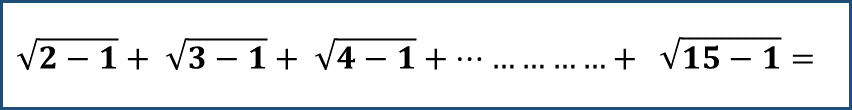 √2 − 1 + √3 − 1 + √4 − 1 + ⋯ … … … … + √15 − 1 =